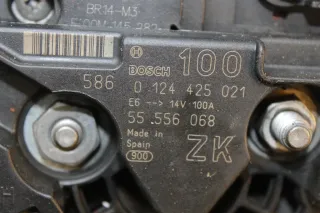 BR14-M3
BOSCH 100
586 0 124 425 021
E6 --> 14V 100A
55 556 068
Made in
Spain
900 ZK